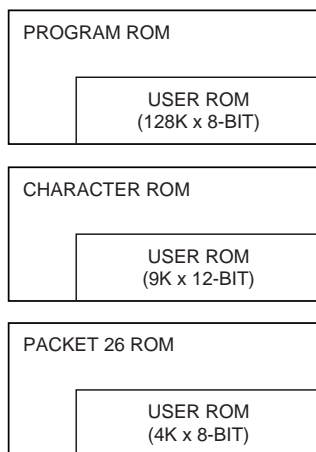 PROGRAM ROM
USER ROM
(128K x 8-BIT)
CHARACTER ROM
USER ROM
(9K x 12-BIT)
PACKET 26 ROM
USER ROM
(4K x 8-BIT)